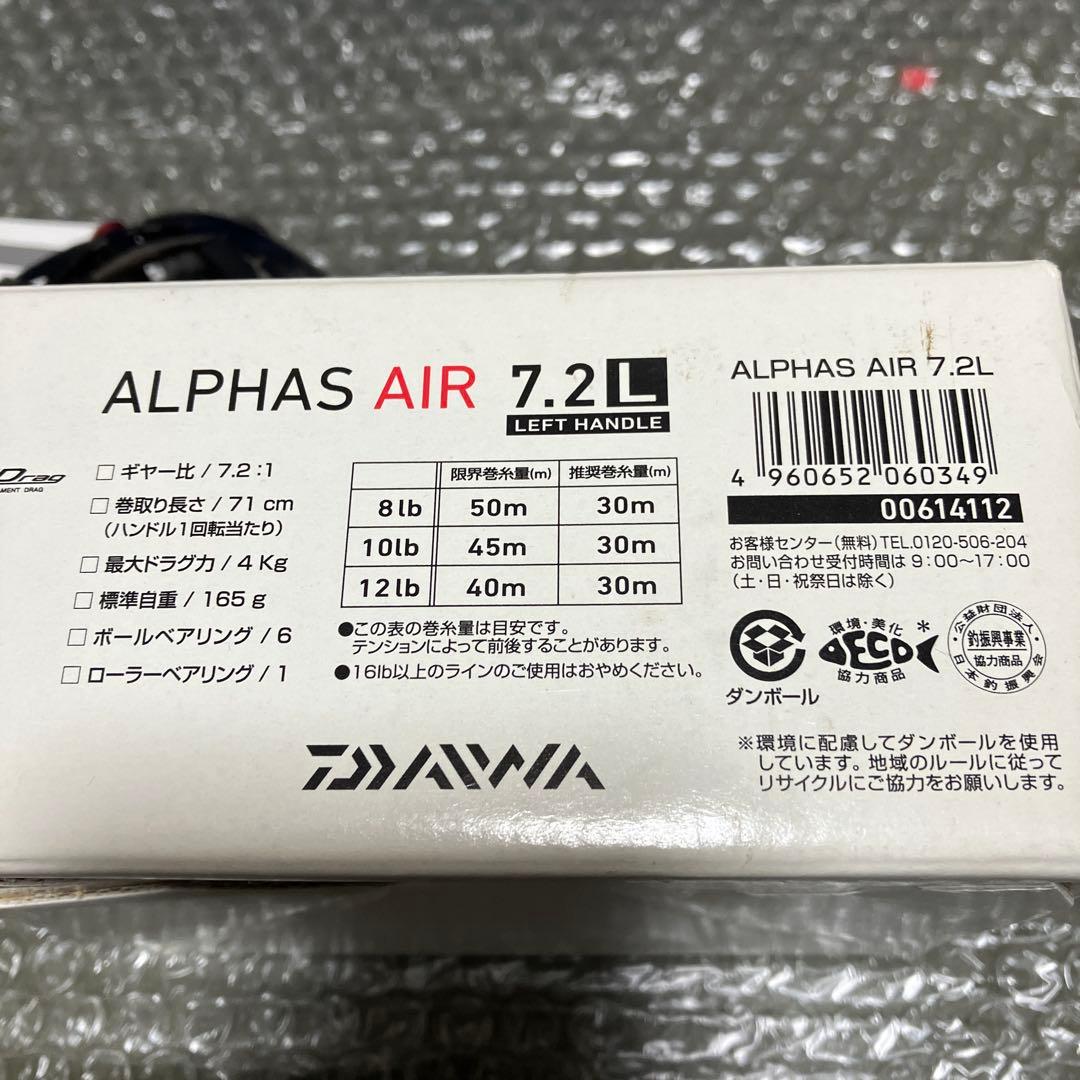 ALPHAS AIR 7.2L
LEFT HANDLE
Drag
AMENT DRAG
□ ギヤー比 / 7.2:1
□ 巻取り長さ / 71 cm
(ハンドル1回転当たり)
□ 最大ドラグ力 / 4 Kg
□ 標準自重 / 165 g
□ ボールベアリング / 6
□ ローラーベアリング / 1
限界巻糸量(m) 推奨巻糸量(m)
8lb 50m 30m
10lb 45m 30m
12lb 40m 30m
●この表の巻糸量は目安です。
テンションによって前後することがあります。
●16lb以上のラインのご使用はおやめください。
DAIWA
ALPHAS AIR 7.2L
4 960652 060349
00614112
お客様センター(無料)TEL.0120-506-204
お問い合わせ受付時間は 9:00〜17:00
(土・日・祝祭日は除く)
ダンボール
環境・美化
DECO
*
協力商品
公益財団法人
釣振興事業
協力商品
日本釣振興会
※環境に配慮してダンボールを使用
しています。地域のルールに従って
リサイクルにご協力をお願いします。